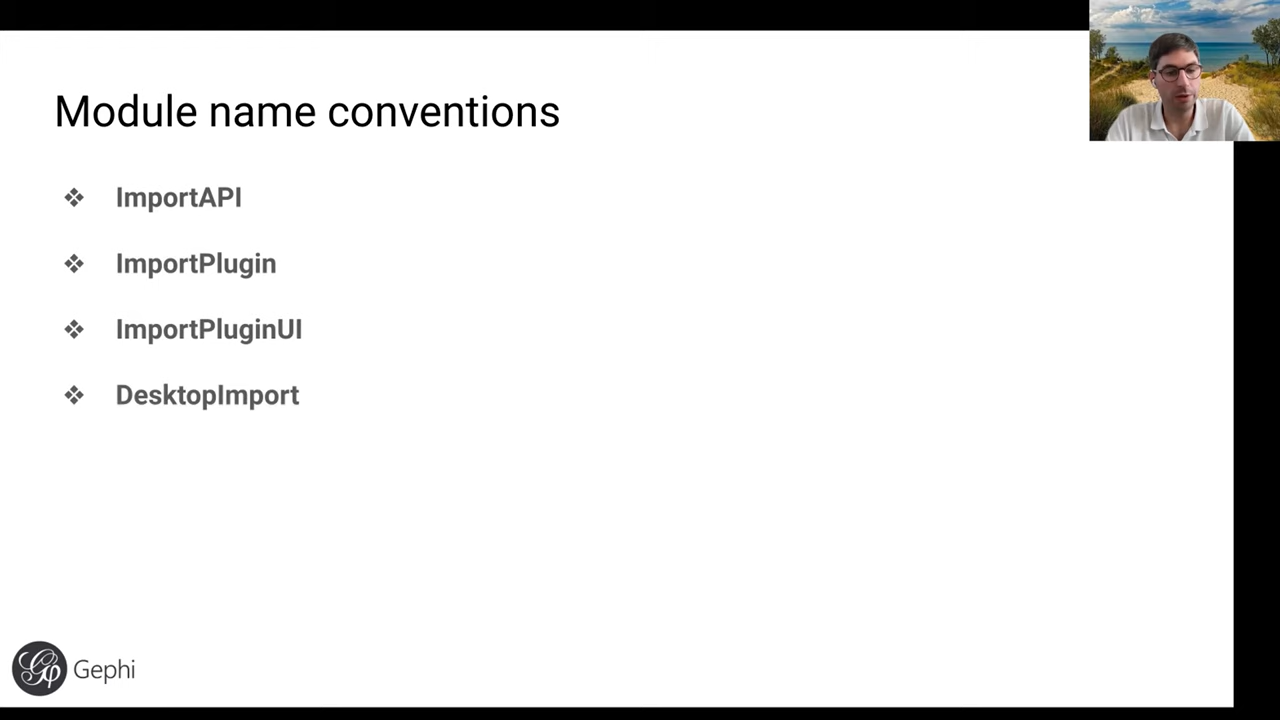 Module name conventions
❖ ImportAPI
❖ ImportPlugin
❖ ImportPluginUI
❖ DesktopImport
Gephi